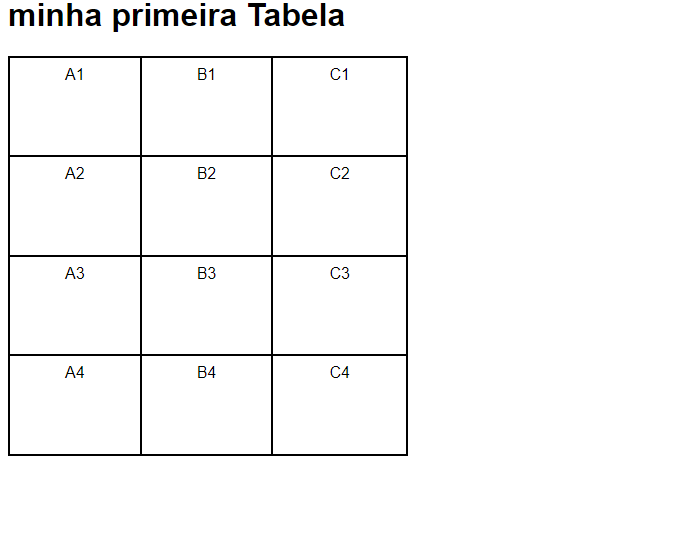 minha primeira Tabela
A1 B1 C1
A2 B2 C2
A3 B3 C3
A4 B4 C4